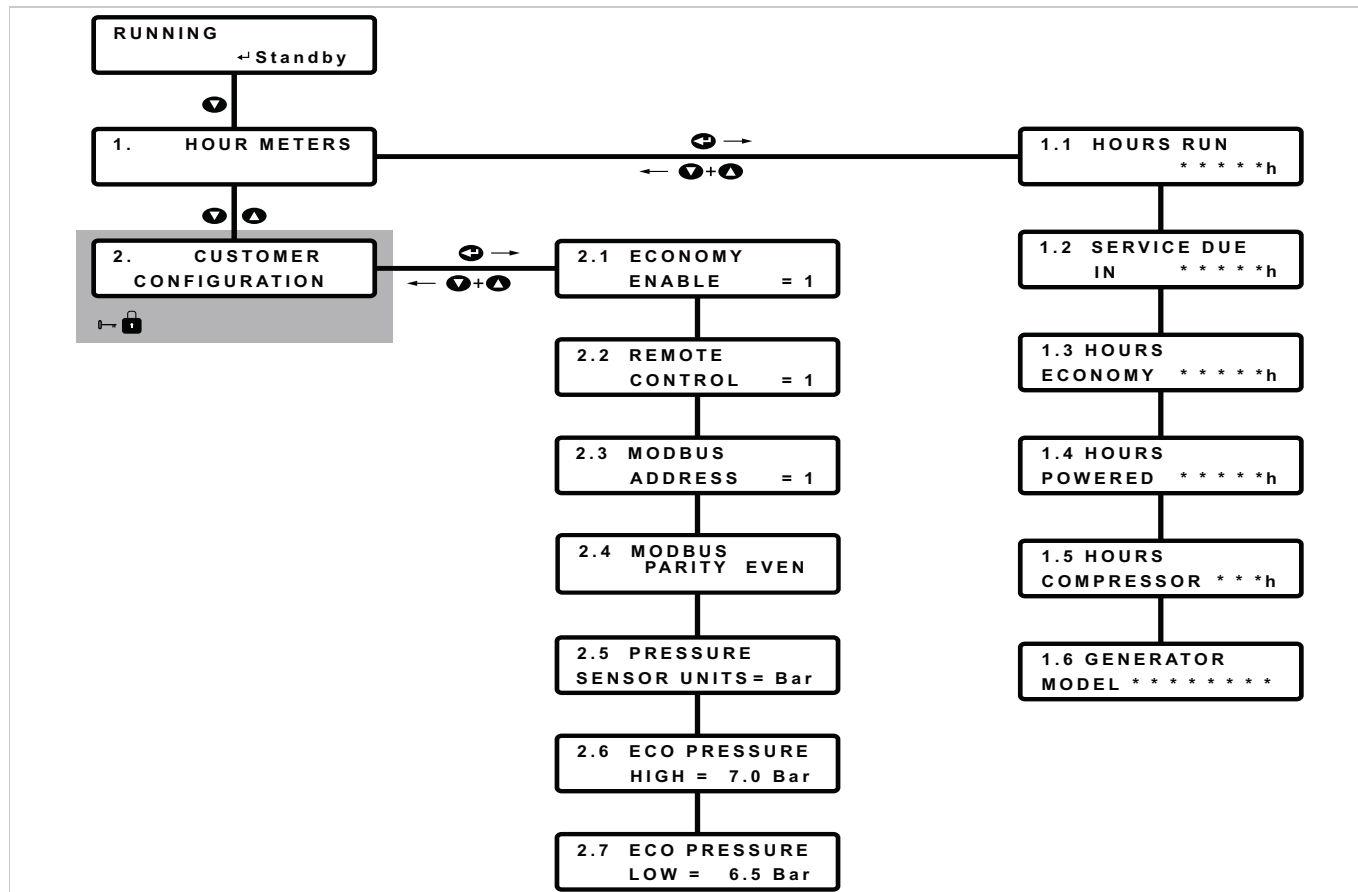 RUNNING
↵ Standby
1. HOUR METERS
2. CUSTOMER
CONFIGURATION
+
+
2.1 ECONOMY
ENABLE = 1
2.2 REMOTE
CONTROL = 1
2.3 MODBUS
ADDRESS = 1
2.4 MODBUS
PARITY EVEN
2.5 PRESSURE
SENSOR UNITS = Bar
2.6 ECO PRESSURE
HIGH = 7.0 Bar
2.7 ECO PRESSURE
LOW = 6.5 Bar
1.1 HOURS RUN
* * * * * h
1.2 SERVICE DUE
IN * * * * * h
1.3 HOURS
ECONOMY * * * * * h
1.4 HOURS
POWERED * * * * * h
1.5 HOURS
COMPRESSOR * * * h
1.6 GENERATOR
MODEL * * * * * * * *